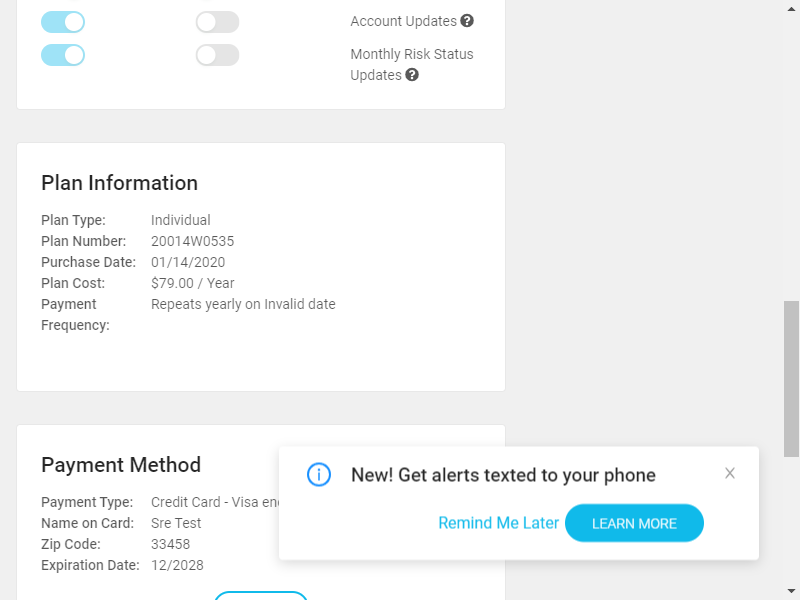 Account Updates
Monthly Risk Status
Updates
Plan Information
Plan Type: Individual
Plan Number: 20014W0535
Purchase Date: 01/14/2020
Plan Cost: $79.00 / Year
Payment Repeats yearly on Invalid date
Frequency:
Payment Method
Payment Type: Credit Card - Visa
Name on Card: Sre Test
Zip Code: 33458
Expiration Date: 12/2028
New! Get alerts texted to your phone
Remind Me Later LEARN MORE